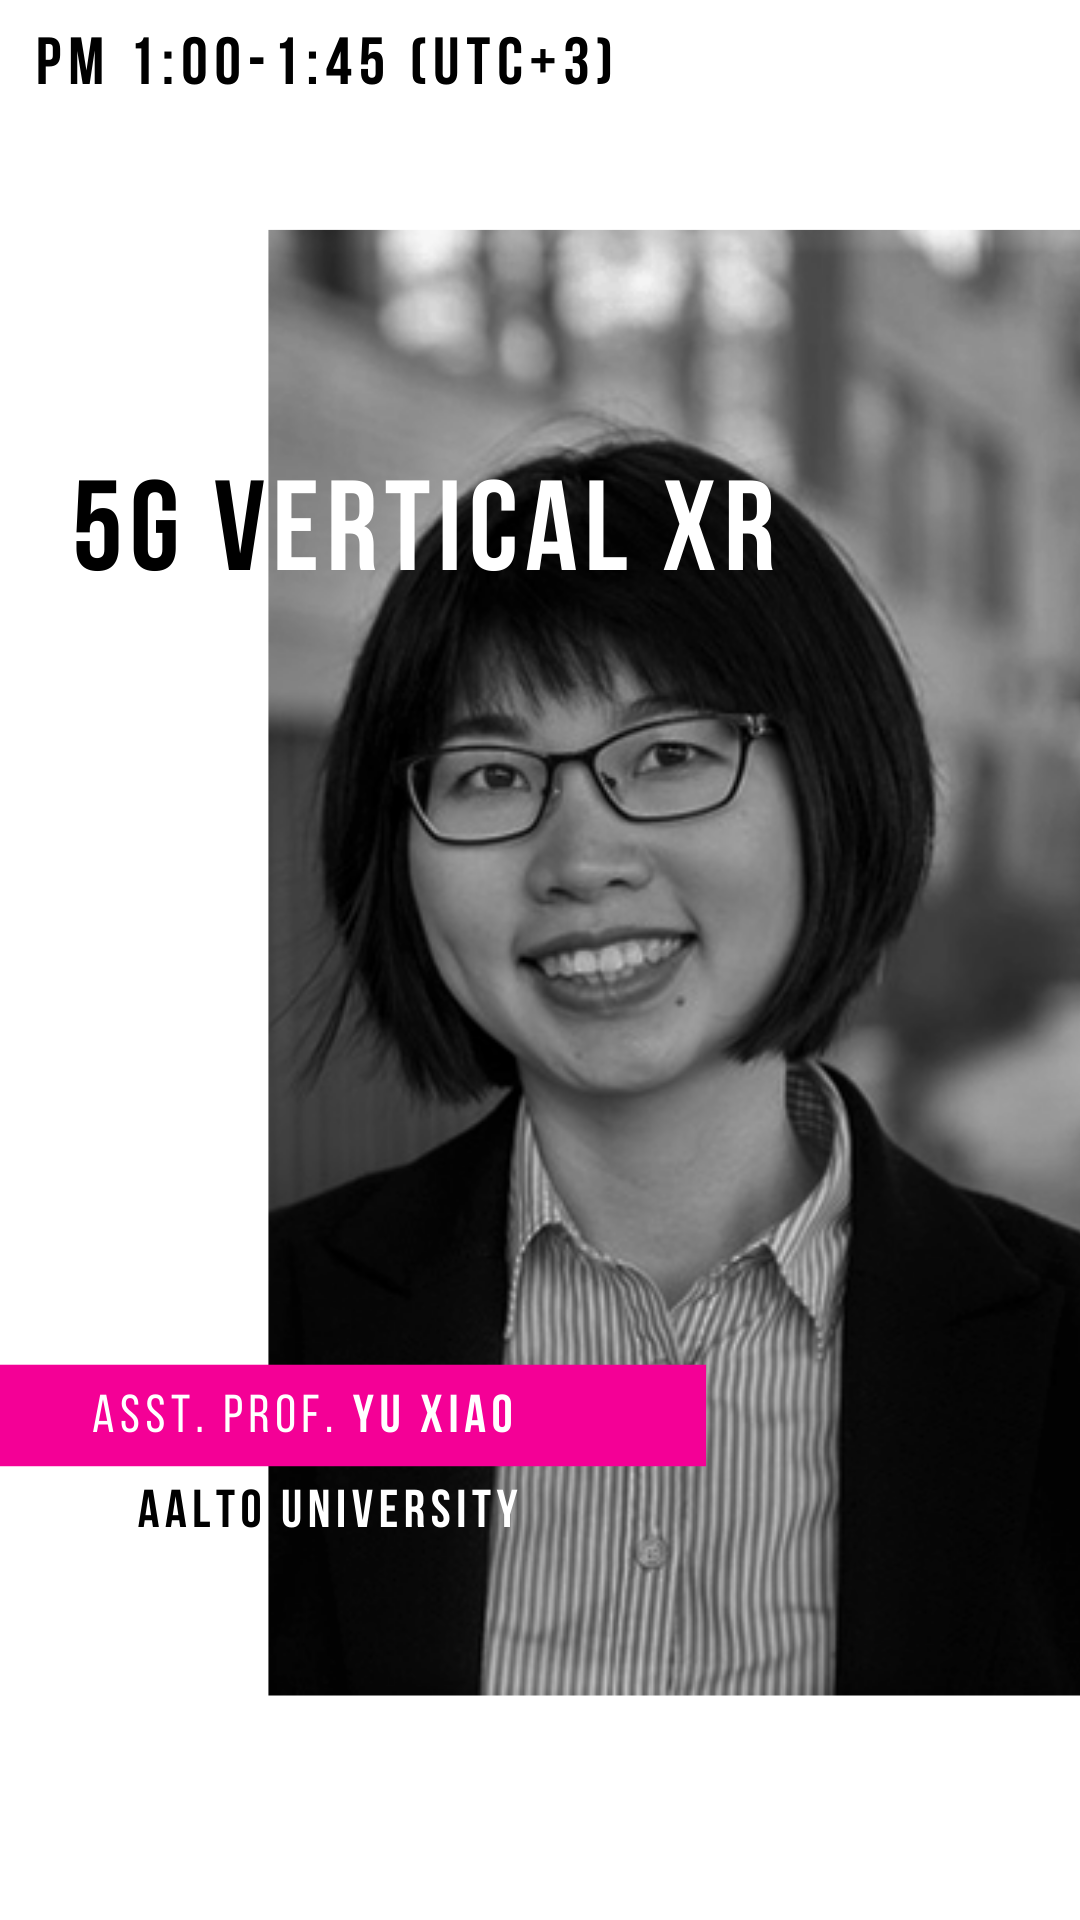 PM 1:00-1:45 (UTC+3)
5G VERTICAL XR
ASST. PROF. YU XIAO
AALTO UNIVERSITY